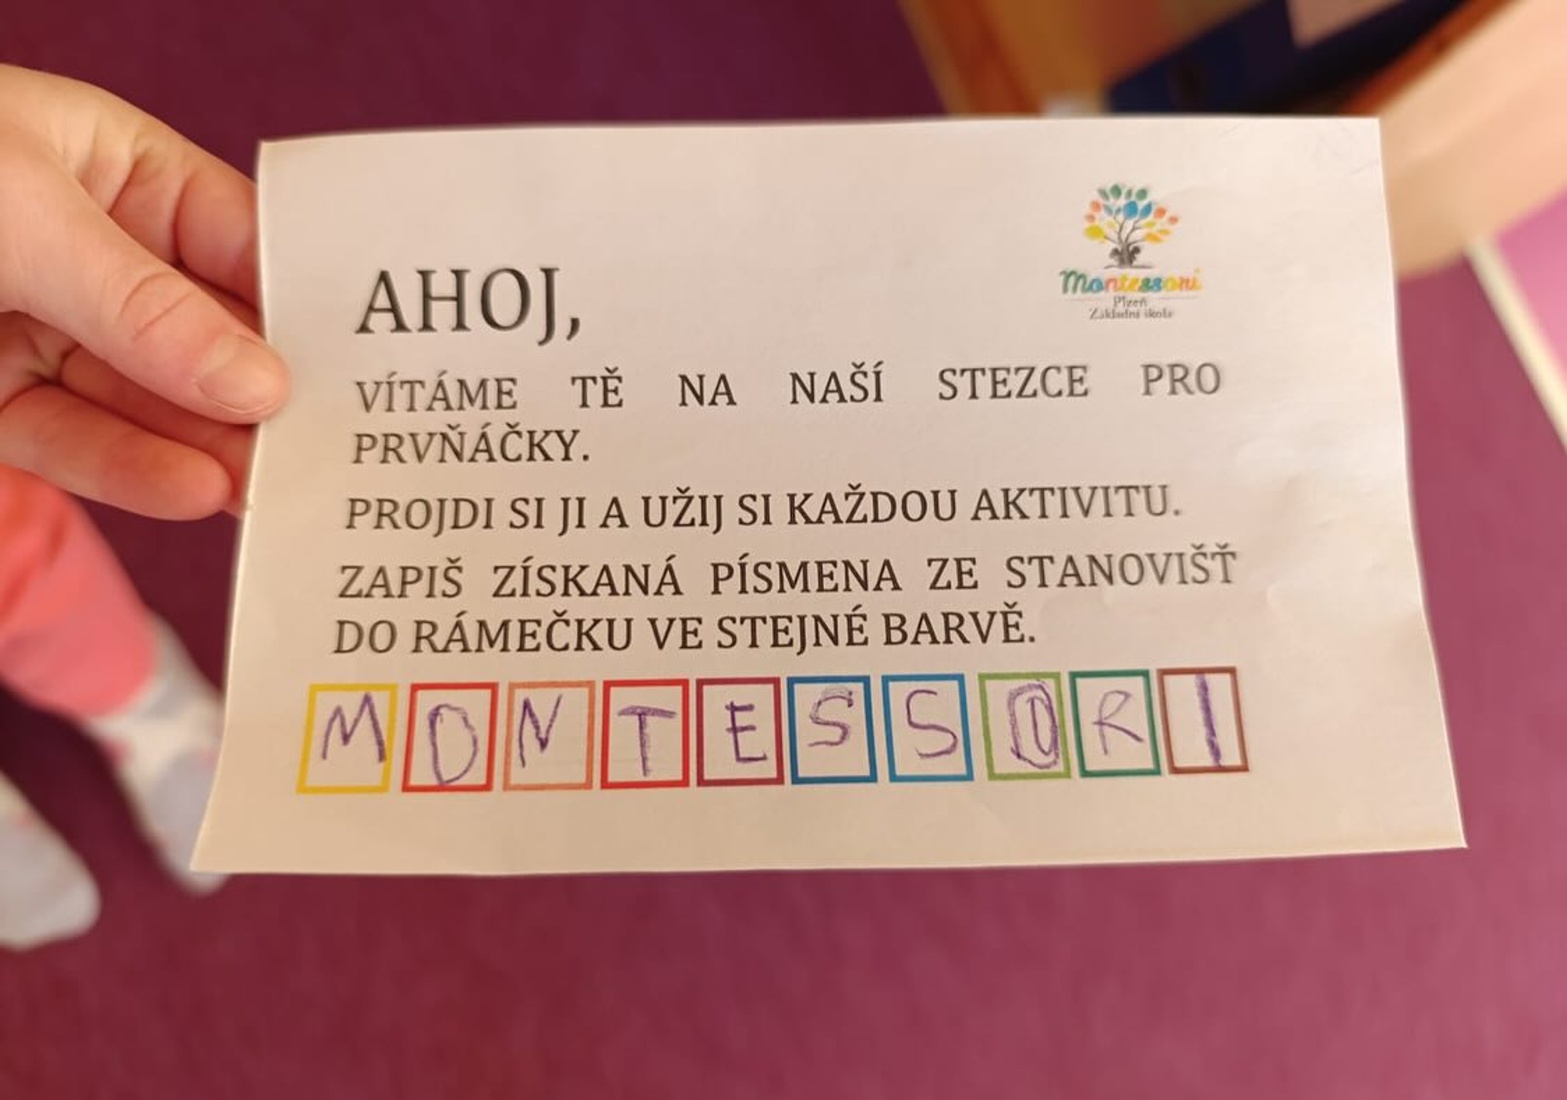 Montessori
Plzeň
Základní škola
AHOJ,
VÍTÁME TĚ NA NAŠÍ STEZCE PRO
PRVŇÁČKY.
PROJDI SI JI A UŽIJ SI KAŽDOU AKTIVITU.
ZAPIŠ ZÍSKANÁ PÍSMENA ZE STANOVIŠŤ
DO RÁMEČKU VE STEJNÉ BARVĚ.
M O N T E S S O R I